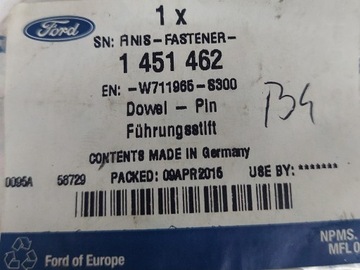 1 x
Ford
SN: FINIS-FASTENER-
1 451 462
EN: -W711965-S300
Dowel - Pin
Führungsstift
B4
CONTENTS MADE IN Germany
0095A 58729 PACKED: 09APR2015 USE BY: *******
Ford of Europe
NPMS,
MFL 0